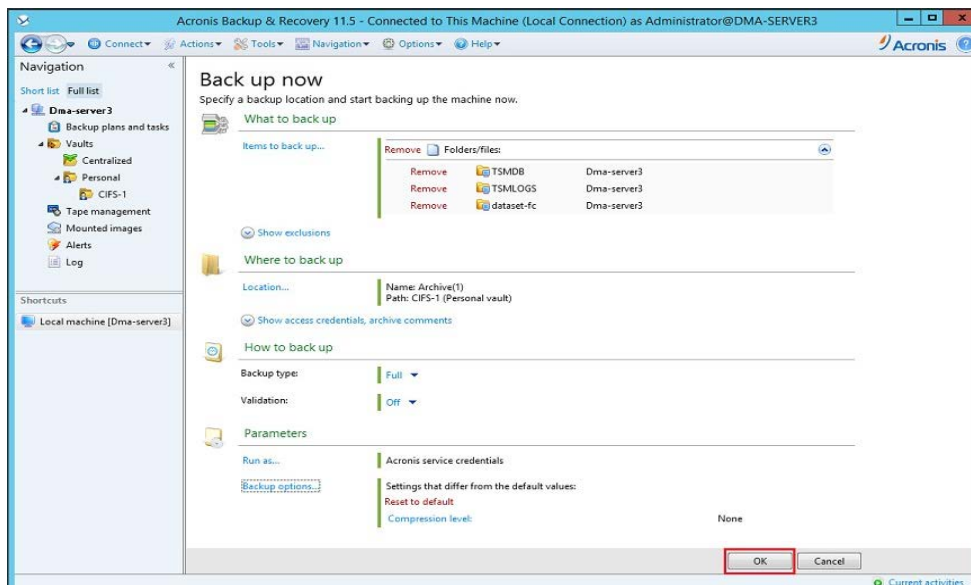 Acronis Backup & Recovery 11.5 - Connected to This Machine (Local Connection) as Administrator@DMA-SERVER3
Connect Actions Tools Navigation Options Help Acronis
Navigation
Short list Full list
Dma-server3
Backup plans and tasks
Vaults
Centralized
Personal
CIFS-1
Tape management
Mounted images
Alerts
Log
Shortcuts
Local machine [Dma-server3]
Back up now
Specify a backup location and start backing up the machine now.
What to back up
Items to back up... Remove Folders/files:
Remove TSMDB Dma-server3
Remove TSMLOGS Dma-server3
Remove dataset-fc Dma-server3
Show exclusions
Where to back up
Location... Name: Archive(1)
Path: CIFS-1 (Personal vault)
Show access credentials, archive comments
How to back up
Backup type: Full
Validation: Off
Parameters
Run as... Acronis service credentials
Backup options... Settings that differ from the default values:
Reset to default
Compression level: None
OK Cancel
Current activities